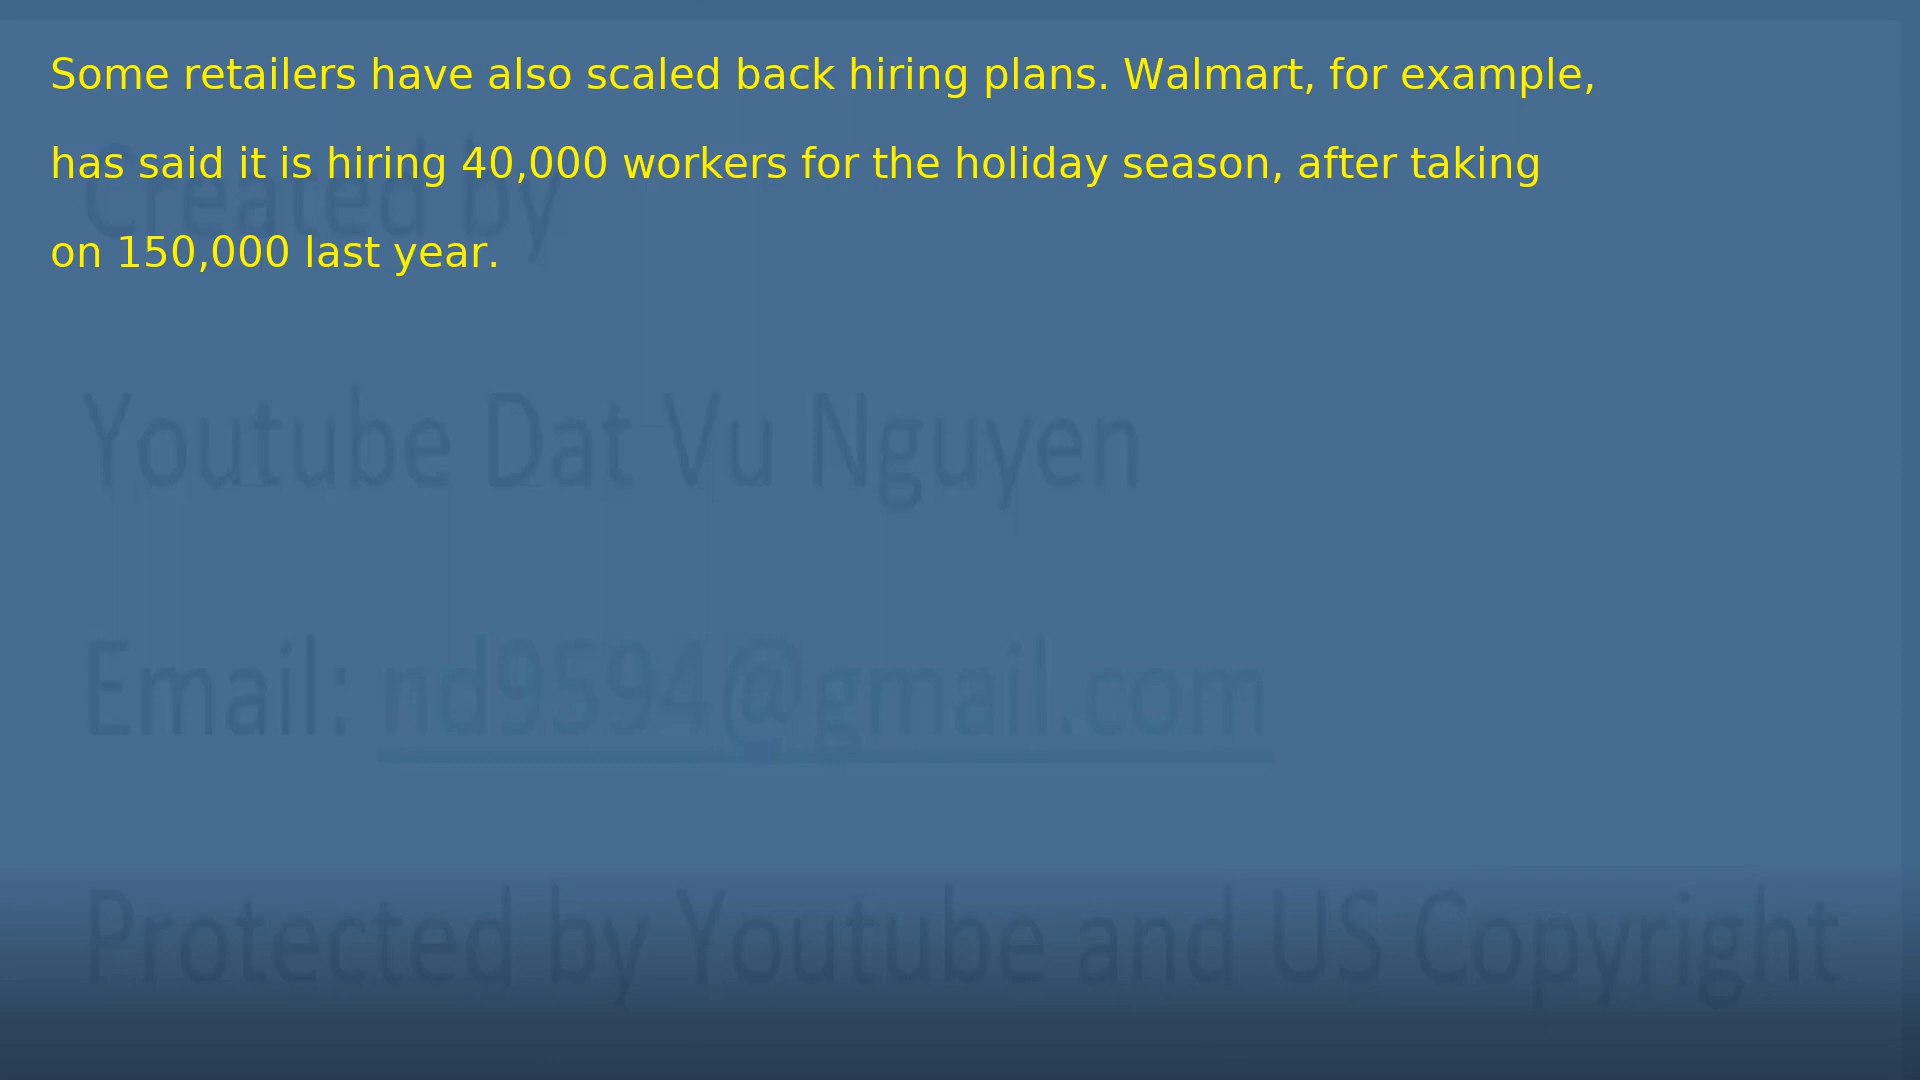 Some retailers have also scaled back hiring plans. Walmart, for example,
has said it is hiring 40,000 workers for the holiday season, after taking
on 150,000 last year.
Created by
Youtube Dat Vu Nguyen
Email: nd9594@gmail.com
Protected by Youtube and US Copyright